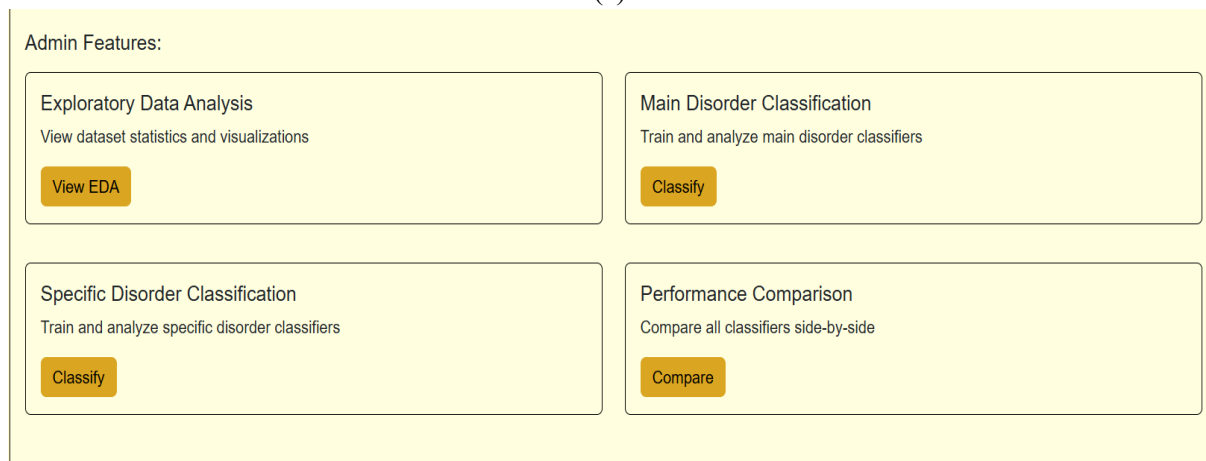 Admin Features:
Exploratory Data Analysis
View dataset statistics and visualizations
View EDA
Main Disorder Classification
Train and analyze main disorder classifiers
Classify
Specific Disorder Classification
Train and analyze specific disorder classifiers
Classify
Performance Comparison
Compare all classifiers side-by-side
Compare